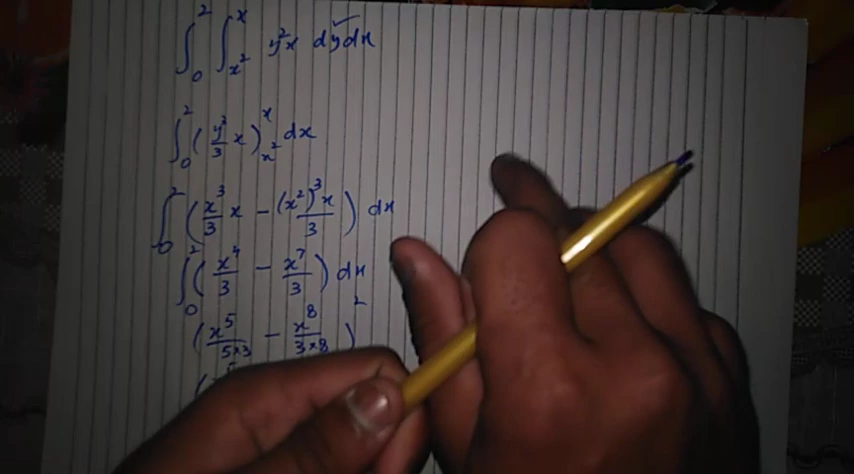 ∫₀² ∫ₓ²ˣ y²x dy dx
∫₀² (y³/3 x)ₓ²ˣ dx
∫₀² (x³/3 x − (x²)³x/3) dx
∫₀² (x⁴/3 − x⁷/3) dx
(x⁵/5×3 − x⁸/3×8)²